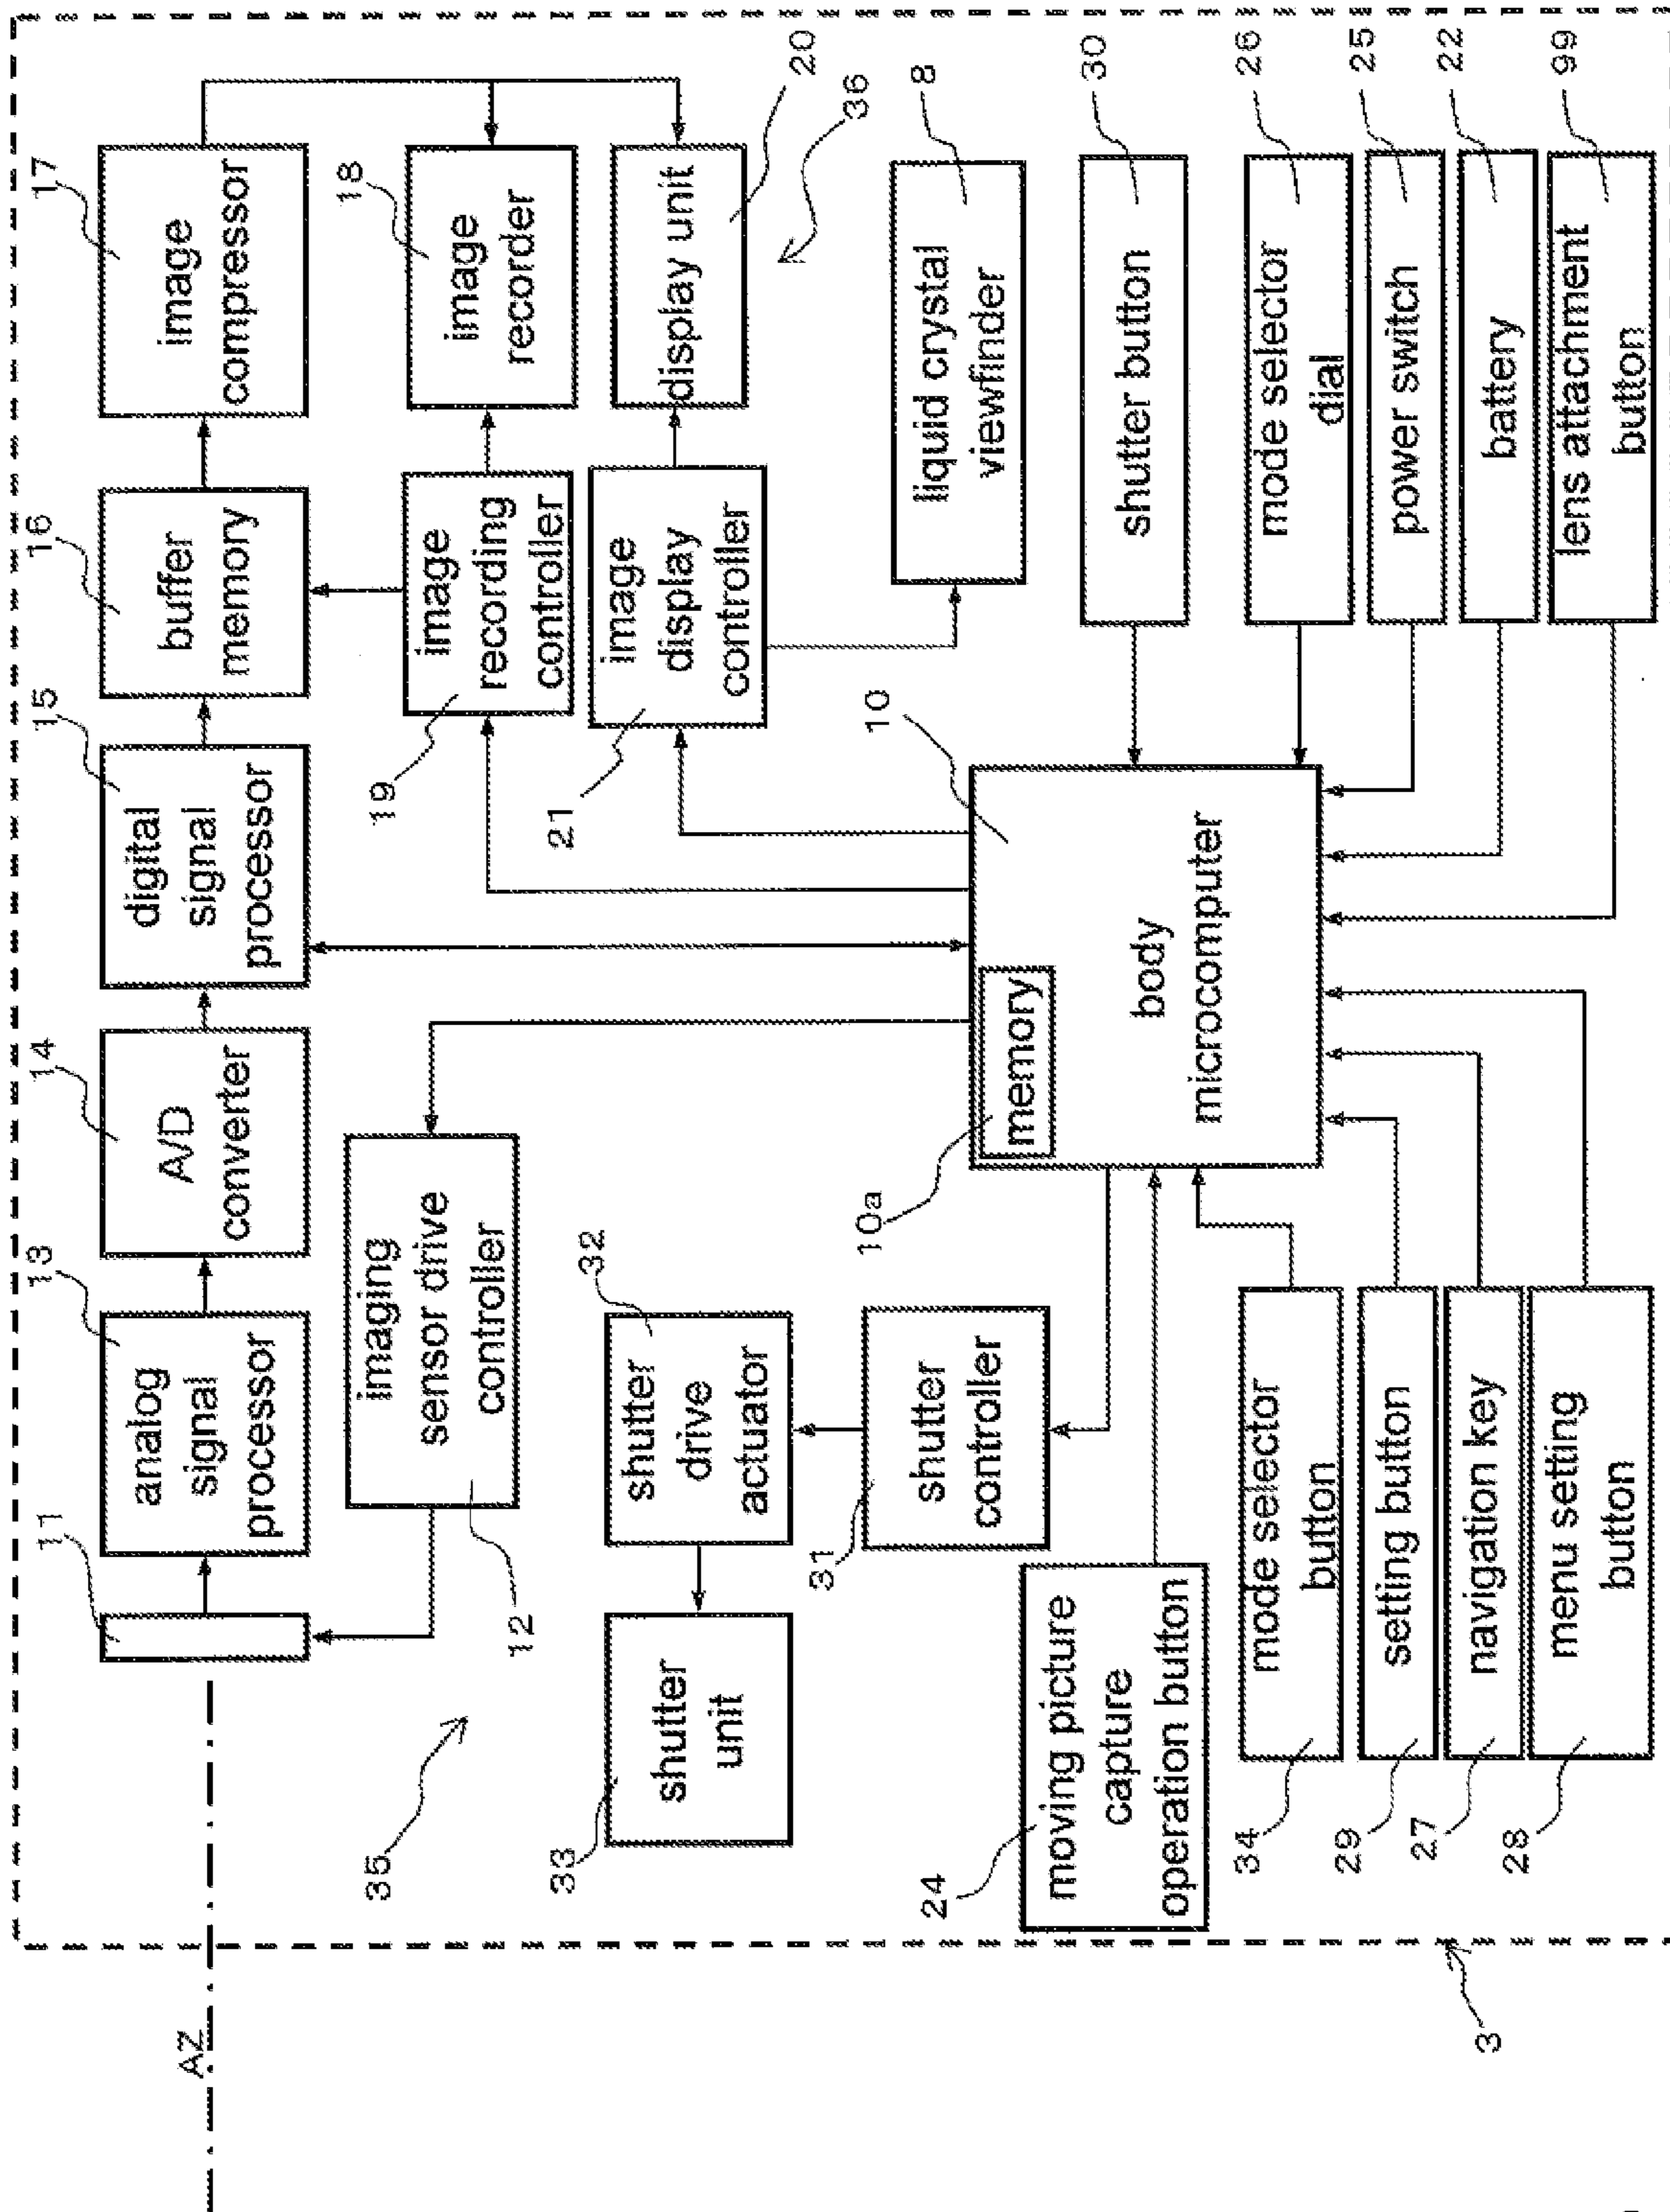 AZ
3
11
13
14
15
16
17
analog
signal
processor
A/D
converter
digital
signal
processor
buffer
memory
image
compressor
35
12
imaging
sensor drive
controller
19
image
recording
controller
18
image
recorder
33
shutter
unit
32
shutter
drive
actuator
21
image
display
controller
display unit
20
36
31
shutter
controller
liquid crystal
viewfinder
8
24
moving picture
capture
operation button
10a
memory
10
body
microcomputer
shutter button
30
34
mode selector
button
mode selector
dial
26
29
setting button
power switch
25
27
navigation key
battery
22
28
menu setting
button
lens attachment
button
99